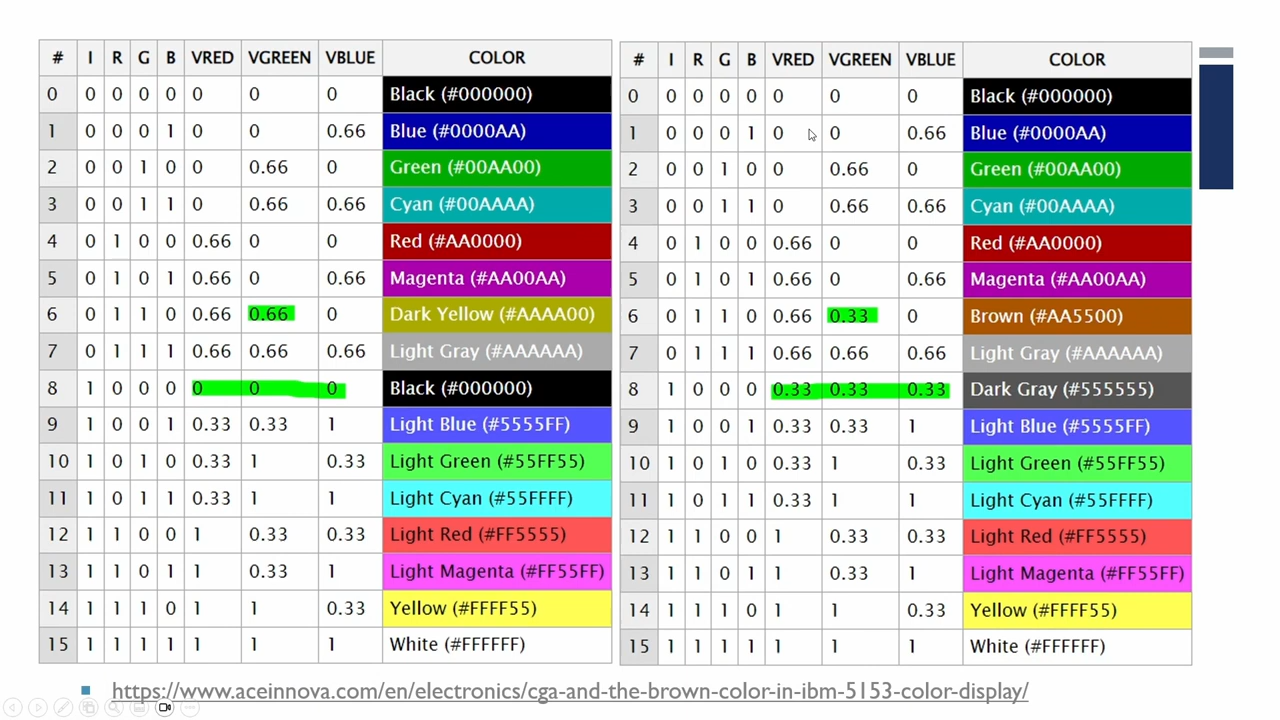 # I R G B VRED VGREEN VBLUE COLOR
0 0 0 0 0 0 0 0 Black (#000000)
1 0 0 0 1 0 0 0.66 Blue (#0000AA)
2 0 0 1 0 0 0.66 0 Green (#00AA00)
3 0 0 1 1 0 0.66 0.66 Cyan (#00AAAA)
4 0 1 0 0 0.66 0 0 Red (#AA0000)
5 0 1 0 1 0.66 0 0.66 Magenta (#AA00AA)
6 0 1 1 0 0.66 0.66 0 Dark Yellow (#AAAA00)
7 0 1 1 1 0.66 0.66 0.66 Light Gray (#AAAAAA)
8 1 0 0 0 0 0 0 Black (#000000)
9 1 0 0 1 0.33 0.33 1 Light Blue (#5555FF)
10 1 0 1 0 0.33 1 0.33 Light Green (#55FF55)
11 1 0 1 1 0.33 1 1 Light Cyan (#55FFFF)
12 1 1 0 0 1 0.33 0.33 Light Red (#FF5555)
13 1 1 0 1 1 0.33 1 Light Magenta (#FF55FF)
14 1 1 1 0 1 1 0.33 Yellow (#FFFF55)
15 1 1 1 1 1 1 1 White (#FFFFFF)
# I R G B VRED VGREEN VBLUE COLOR
0 0 0 0 0 0 0 0 Black (#000000)
1 0 0 0 1 0 0 0.66 Blue (#0000AA)
2 0 0 1 0 0 0.66 0 Green (#00AA00)
3 0 0 1 1 0 0.66 0.66 Cyan (#00AAAA)
4 0 1 0 0 0.66 0 0 Red (#AA0000)
5 0 1 0 1 0.66 0 0.66 Magenta (#AA00AA)
6 0 1 1 0 0.66 0.33 0 Brown (#AA5500)
7 0 1 1 1 0.66 0.66 0.66 Light Gray (#AAAAAA)
8 1 0 0 0 0.33 0.33 0.33 Dark Gray (#555555)
9 1 0 0 1 0.33 0.33 1 Light Blue (#5555FF)
10 1 0 1 0 0.33 1 0.33 Light Green (#55FF55)
11 1 0 1 1 0.33 1 1 Light Cyan (#55FFFF)
12 1 1 0 0 1 0.33 0.33 Light Red (#FF5555)
13 1 1 0 1 1 0.33 1 Light Magenta (#FF55FF)
14 1 1 1 0 1 1 0.33 Yellow (#FFFF55)
15 1 1 1 1 1 1 1 White (#FFFFFF)
https://www.aceinnova.com/en/electronics/cga-and-the-brown-color-in-ibm-5153-color-display/